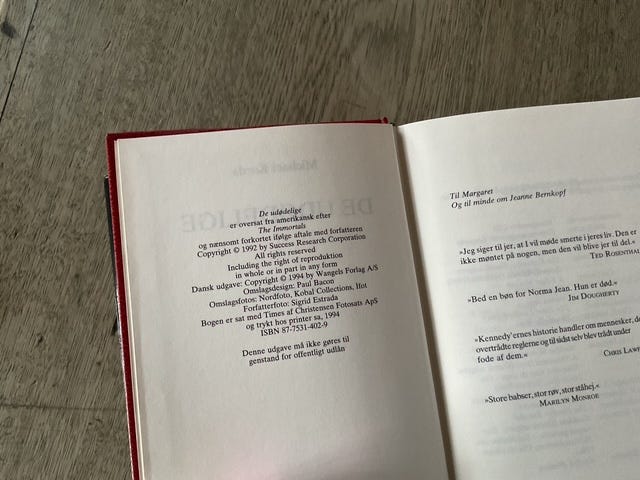 De udødelige
er oversat fra amerikansk efter
The Immortals
og nænsomt forkortet ifølge aftale med forfatteren
Copyright © 1992 by Success Research Corporation
All rights reserved
Including the right of reproduction
in whole or in part in any form
Dansk udgave: Copyright © 1994 by Wangels Forlag A/S
Omslagsdesign: Paul Bacon
Omslagsfotos: Nordfoto, Kobal Collections, Ifot
Forfatterfoto: Sigrid Estrada
Bogen er sat med Times af Christensen Fotosats ApS
og trykt hos printer sa, 1994
ISBN 87-7531-402-9
Denne udgave må ikke gøres til
genstand for offentligt udlån
Til Margaret
Og til minde om Jeanne Bernkopf
»Jeg siger til jer, at I vil møde smerte i jeres liv. Den er
ikke møntet på nogen, men den vil blive jer til del.«
TED ROSENTHAL
»Bed en bøn for Norma Jean. Hun er død.«
JIM DOUGHERTY
»Kennedy'ernes historie handler om mennesker, de
overtrådte reglerne og til sidst selv blev trådt under
fode af dem.«
CHRIS LAWF
»Store babser, stor røv, stor ståhej.«
MARILYN MONROE